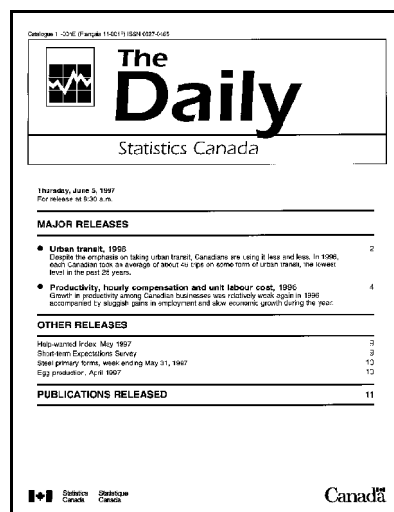 Catalogue 11-001E (Français 11-001F) ISSN 0827-0465
The
Daily
Statistics Canada
Thursday, June 5, 1997
For release at 8:30 a.m.
MAJOR RELEASES
● Urban transit, 1996 2
Despite the emphasis on taking urban transit, Canadians are using it less and less. In 1996,
each Canadian took an average of about 48 trips on some form of urban transit, the lowest
level in the past 25 years.
● Productivity, hourly compensation and unit labour cost, 1996 4
Growth in productivity among Canadian businesses was relatively weak again in 1996
accompanied by sluggish gains in employment and slow economic growth during the year.
OTHER RELEASES
Help-wanted Index, May 1997 9
Short-term Expectations Survey 9
Steel primary forms, week ending May 31, 1997 10
Egg production, April 1997 10
PUBLICATIONS RELEASED 11
Statistics Statistique
Canada Canada
Canada